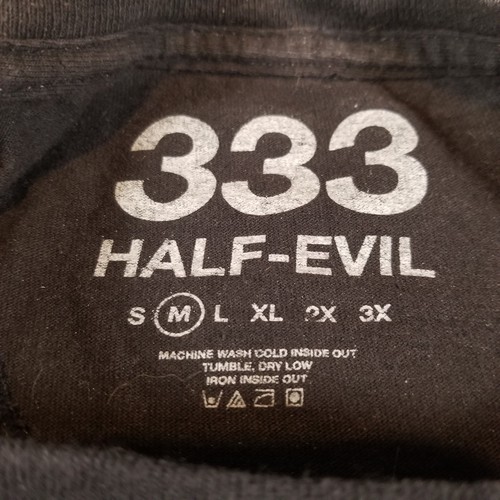 333
HALF-EVIL
S M L XL 2X 3X
MACHINE WASH COLD INSIDE OUT
TUMBLE, DRY LOW
IRON INSIDE OUT